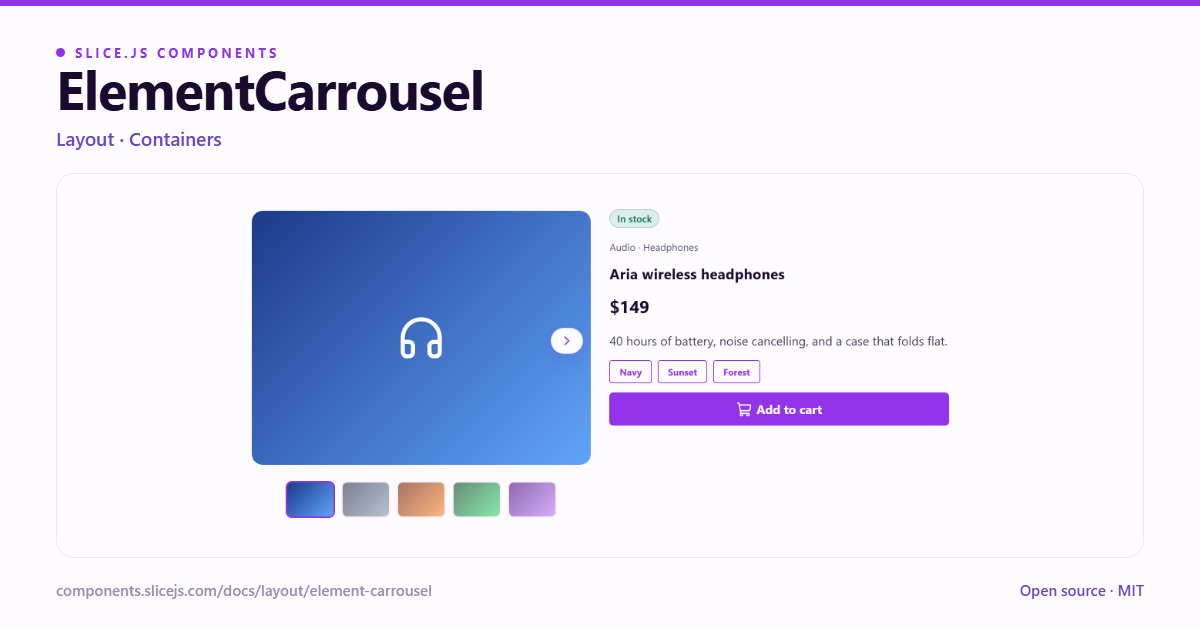 SLICE.JS COMPONENTS
ElementCarrousel
Layout · Containers
In stock
Audio · Headphones
Aria wireless headphones
$149
40 hours of battery, noise cancelling, and a case that folds flat.
Navy Sunset Forest
Add to cart
components.slicejs.com/docs/layout/element-carrousel
Open source · MIT